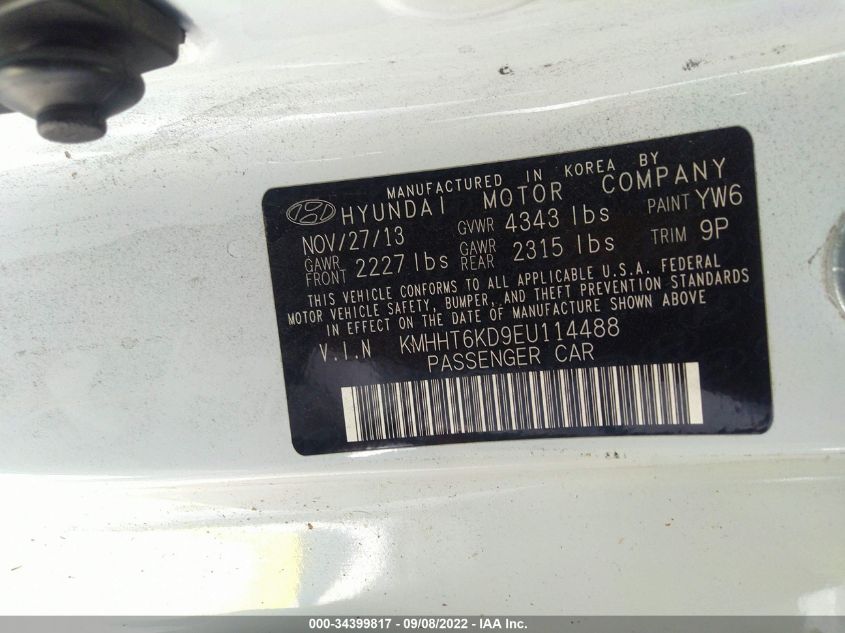 MANUFACTURED IN KOREA BY
HYUNDAI MOTOR COMPANY
NOV/27/13 GVWR 4343 lbs PAINT YW6
GAWR FRONT 2227 lbs GAWR REAR 2315 lbs TRIM 9P
THIS VEHICLE CONFORMS TO ALL APPLICABLE U.S.A. FEDERAL
MOTOR VEHICLE SAFETY, BUMPER, AND THEFT PREVENTION STANDARDS
IN EFFECT ON THE DATE OF MANUFACTURE SHOWN ABOVE
V.I.N KMHHT6KD9EU114488
PASSENGER CAR
000-34399817 - 09/08/2022 - IAA Inc.